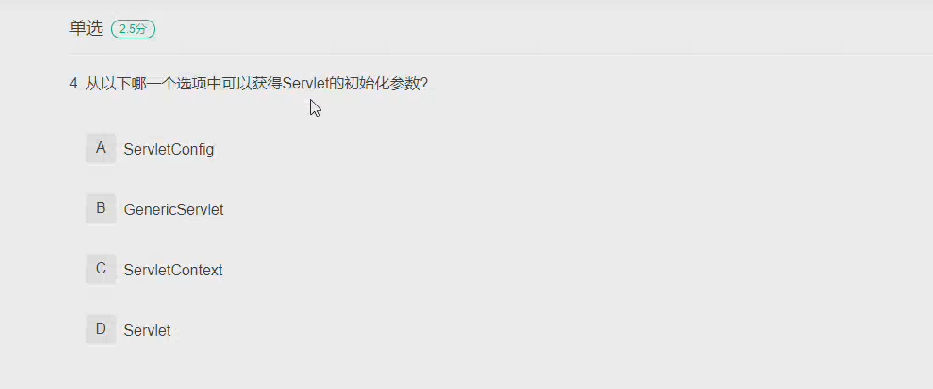 单选 2.5分
4 从以下哪一个选项中可以获得Servlet的初始化参数?
A ServletConfig
B GenericServlet
C ServletContext
D Servlet